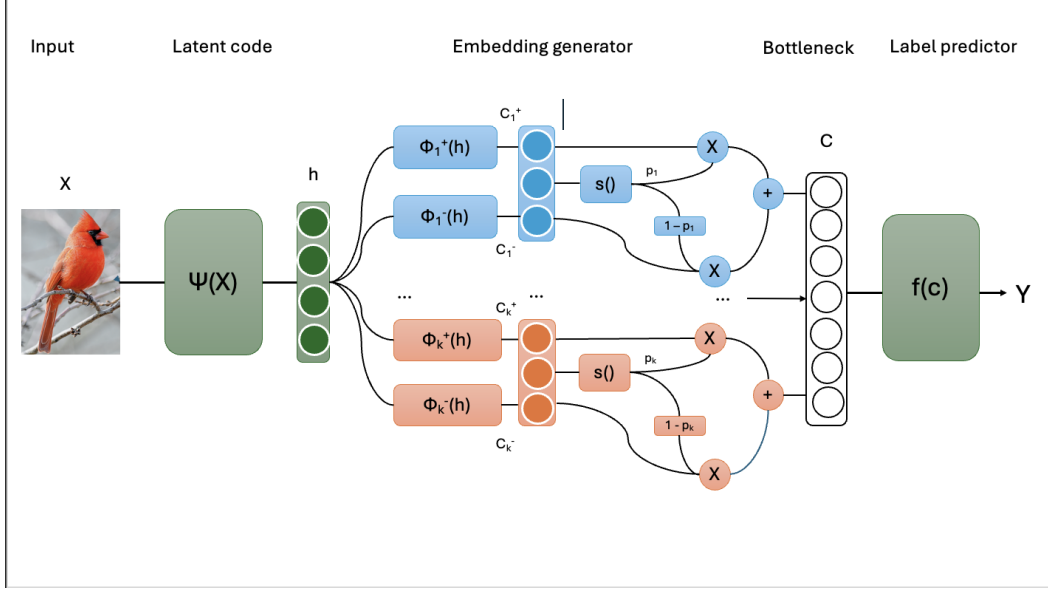 Input
Latent code
Embedding generator
Bottleneck
Label predictor
X
Ψ(X)
h
Φ₁⁺(h)
Φ₁⁻(h)
C₁⁺
C₁⁻
s()
p₁
1 – p₁
X
X
+
...
...
...
Φₖ⁺(h)
Φₖ⁻(h)
Cₖ⁺
Cₖ⁻
s()
pₖ
1 - pₖ
X
X
+
C
f(c)
Y